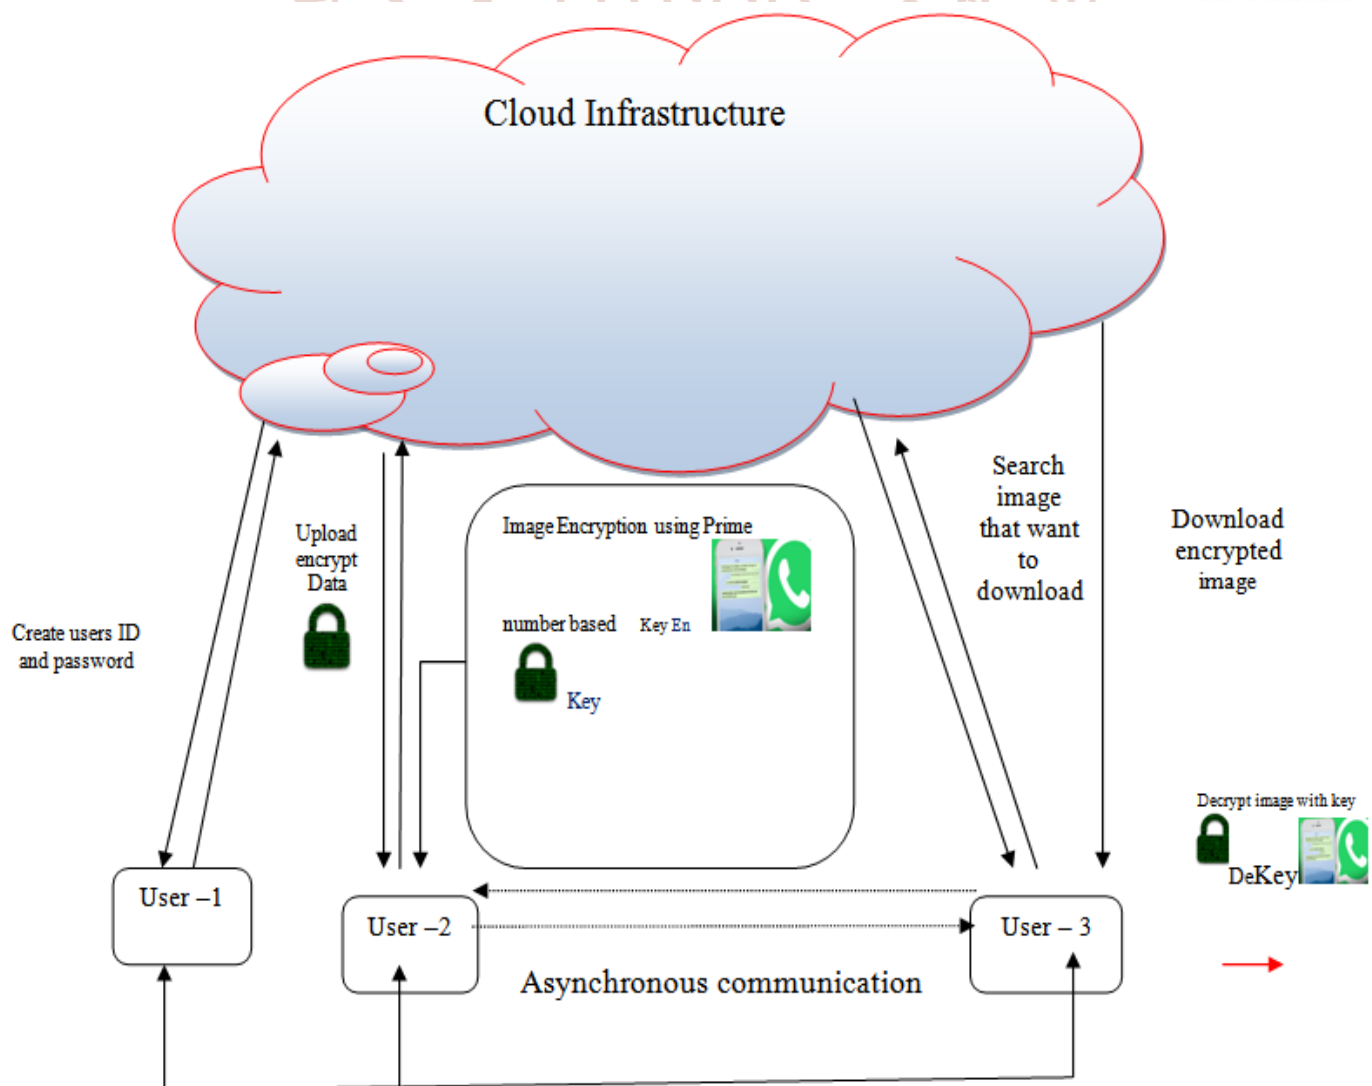 Cloud Infrastructure
Search
image
that want
to
download
Download
encrypted
image
Upload
encrypt
Data
Image Encryption using Prime
number based Key En
Key
Create users ID
and password
Decrypt image with key
DeKey
User –1
User –2
User – 3
Asynchronous communication